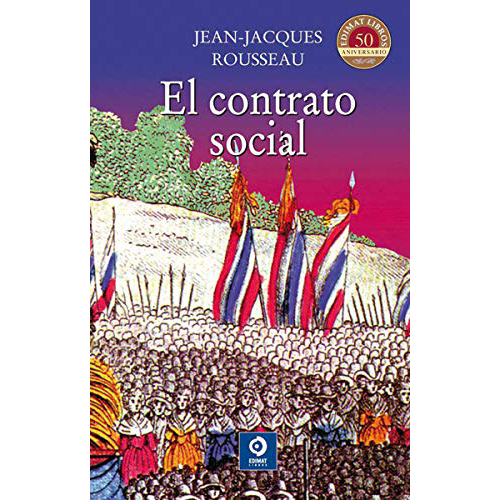 JEAN-JACQUES
ROUSSEAU
EDIMAT LIBROS
50
ANIVERSARIO
El contrato
social
EDIMAT
LIBROS